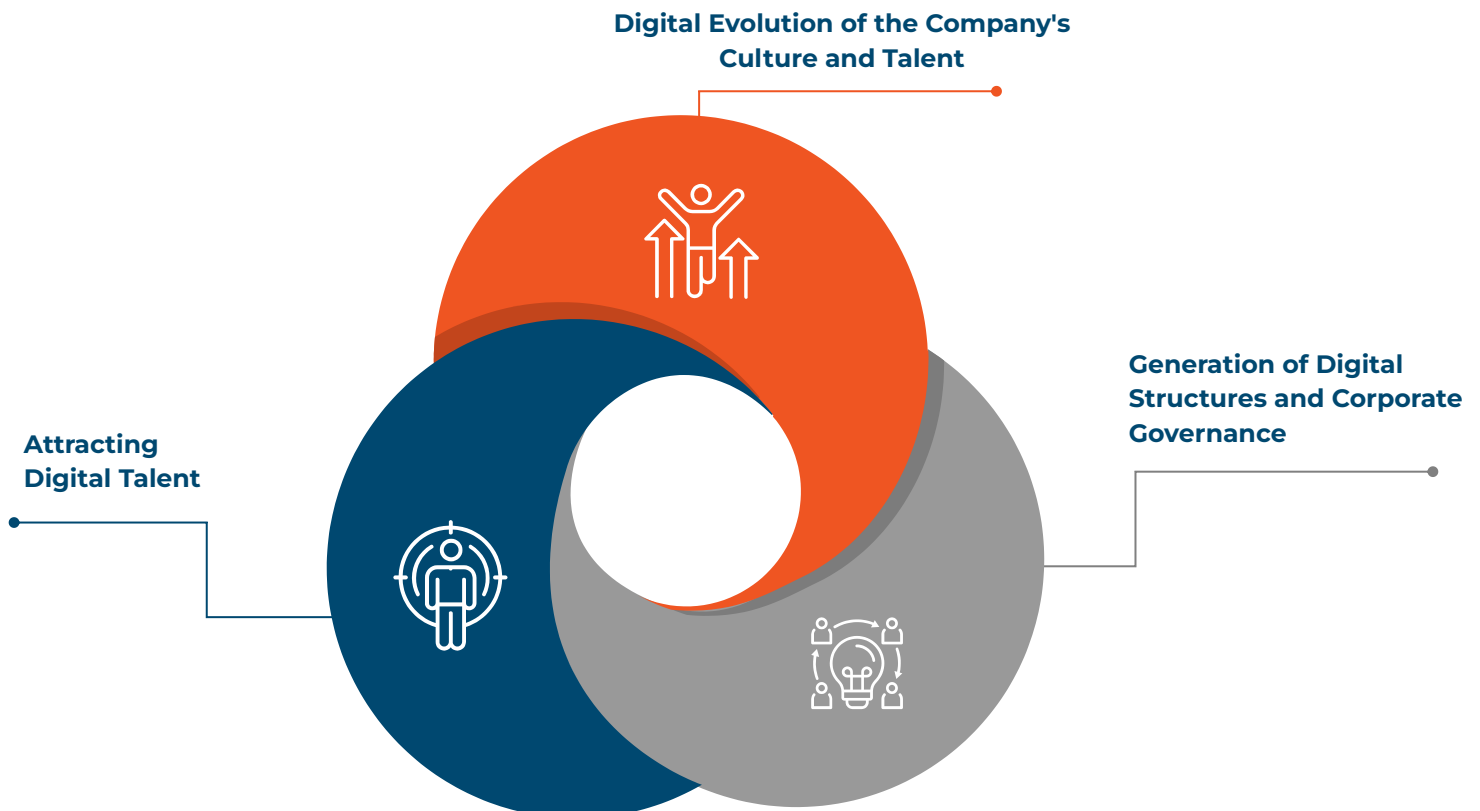 Digital Evolution of the Company's
Culture and Talent
Generation of Digital
Structures and Corporate
Governance
Attracting
Digital Talent